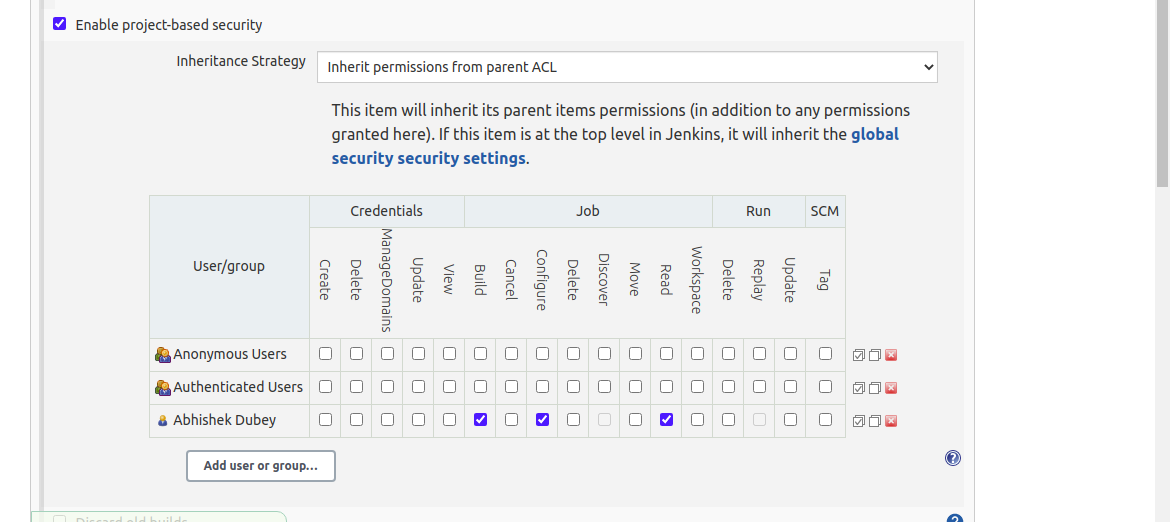 Enable project-based security
Inheritance Strategy
Inherit permissions from parent ACL
This item will inherit its parent items permissions (in addition to any permissions
granted here). If this item is at the top level in Jenkins, it will inherit the global
security security settings.
User/group
Credentials
Job
Run
SCM
Create
Delete
ManageDomains
Update
View
Build
Cancel
Configure
Delete
Discover
Move
Read
Workspace
Delete
Replay
Update
Tag
Anonymous Users
Authenticated Users
Abhishek Dubey
Add user or group...
Discard old builds